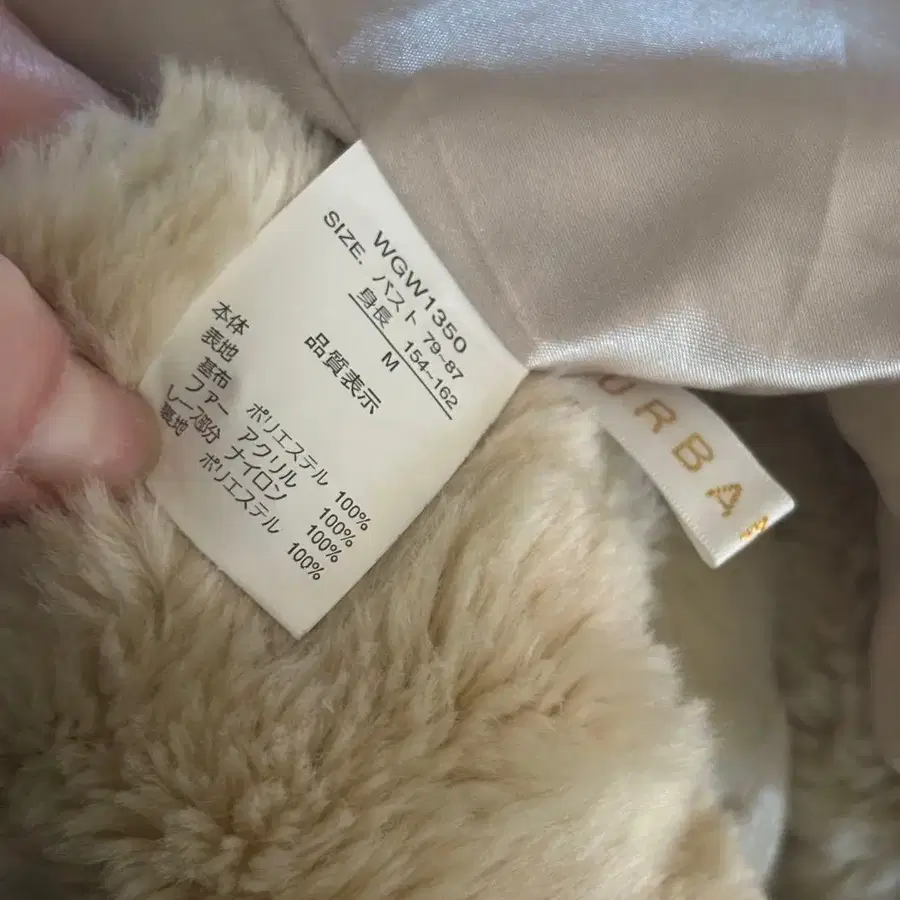 WGW1350
SIZE. バスト 79~87
身長 154~162
M
品質表示
本体
表地
基布 ポリエステル 100%
ファー アクリル 100%
レース部分 ナイロン 100%
裏地 ポリエステル 100%
URBA